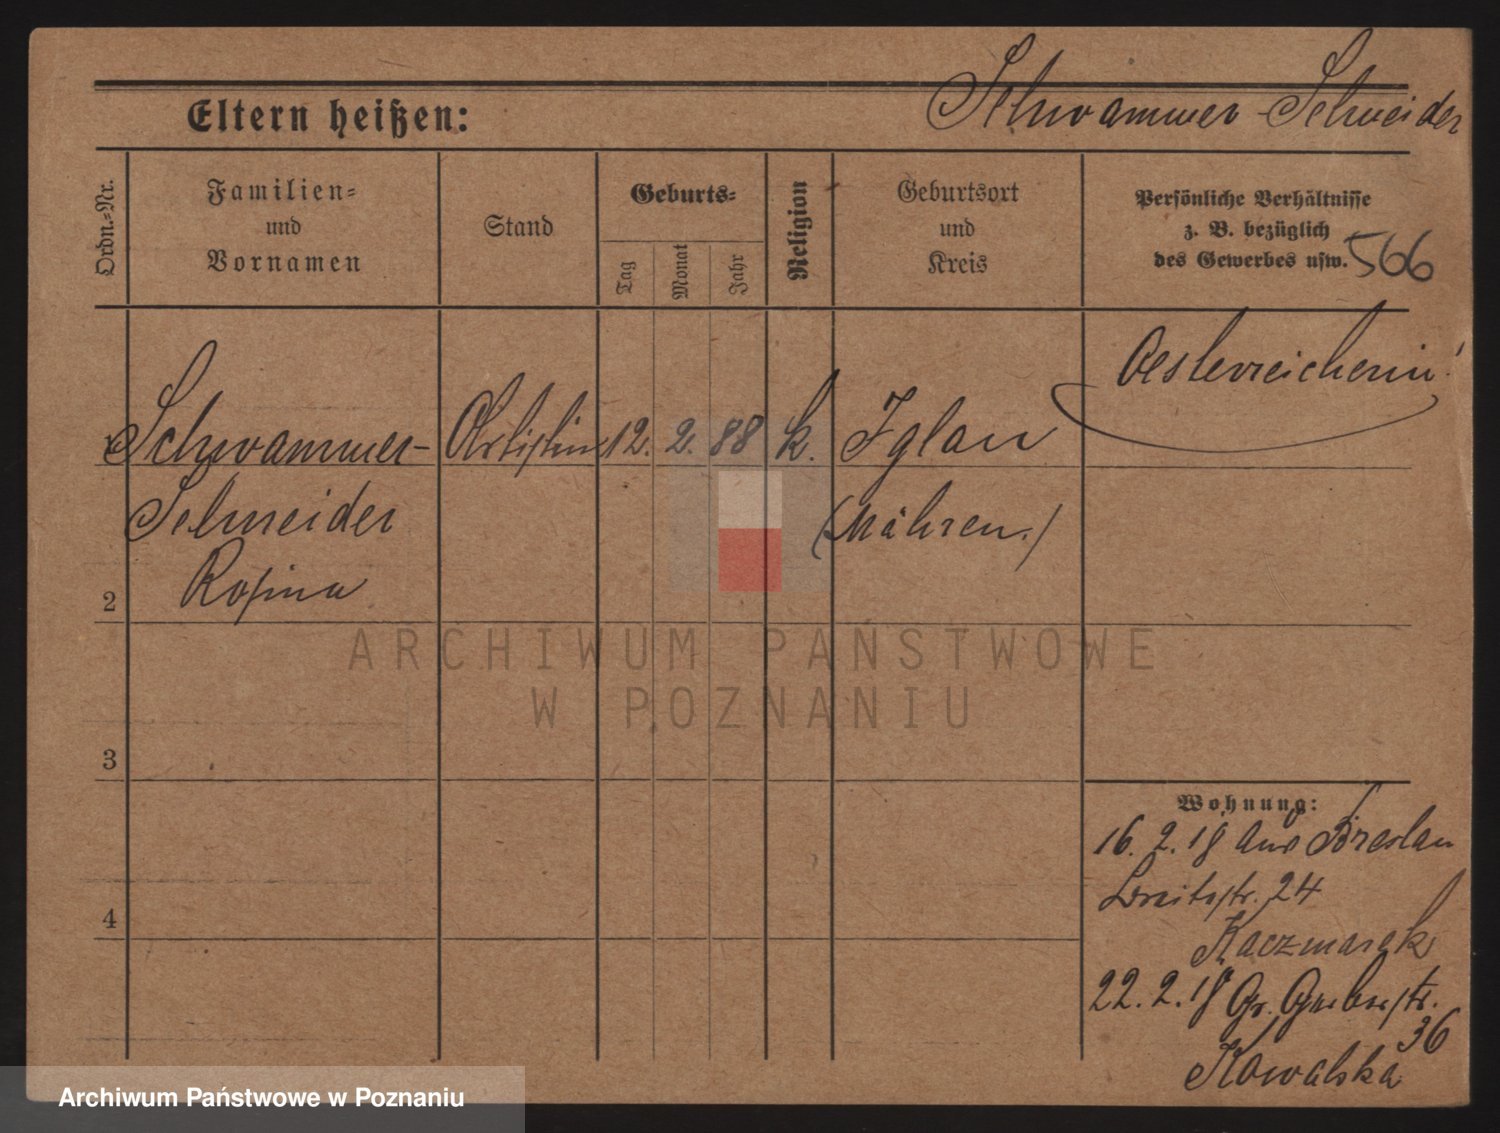 Schwammer-Schneider
Eltern heißen:
Ordn.-Nr.
Familien-
und
Vornamen
Stand
Geburts-
Tag
Monat
Jahr
Religion
Geburtsort
und
Kreis
Persönliche Verhältnisse
z. B. bezüglich
des Gewerbes usw.
566
Oesterreicherin!
Schwammer-
Schneider
Rosina
Artistin
12. 2. 88
k.
Iglau
(Mähren.)
2
3
4
Wohnung:
16. 2. 18 aus Breslau
Breitestr. 24
Kaczmarek
22. 2. 18 Gr. Gerberstr.
36
Kowalska
ARCHIWUM PAŃSTWOWE
W POZNANIU
Archiwum Państwowe w Poznaniu